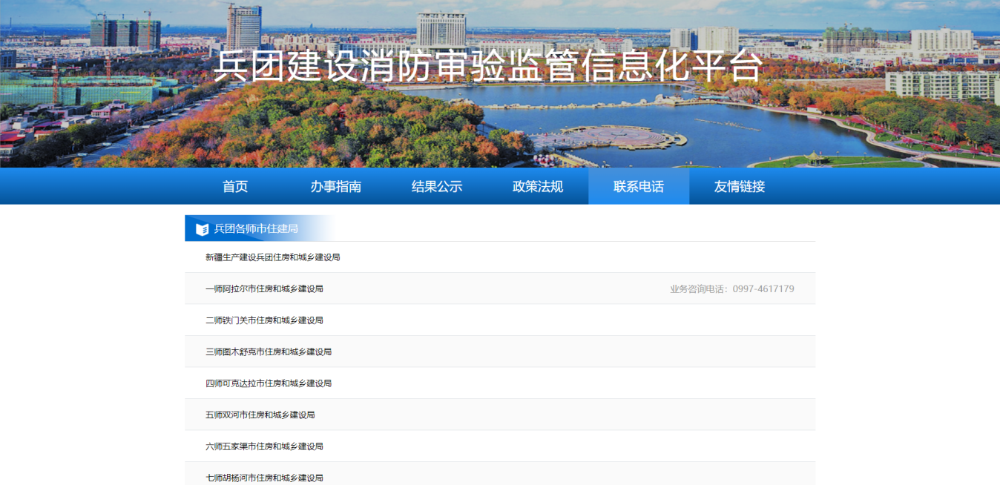 兵团建设消防审验监管信息化平台
首页 办事指南 结果公示 政策法规 联系电话 友情链接
兵团各师市住建局
新疆生产建设兵团住房和城乡建设局
一师阿拉尔市住房和城乡建设局 业务咨询电话：0997-4617179
二师铁门关市住房和城乡建设局
三师图木舒克市住房和城乡建设局
四师可克达拉市住房和城乡建设局
五师双河市住房和城乡建设局
六师五家渠市住房和城乡建设局
七师胡杨河市住房和城乡建设局